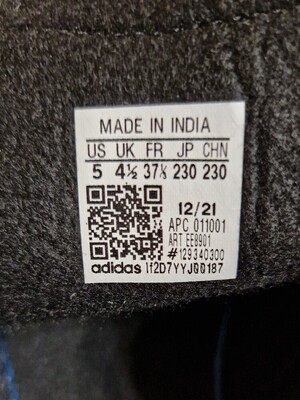 MADE IN INDIA
US UK FR JP CHN
5 4½ 37⅓ 230 230
12/21
APC 011001
ART EE8901
#129340300
adidas 1f2D7YYJ00187